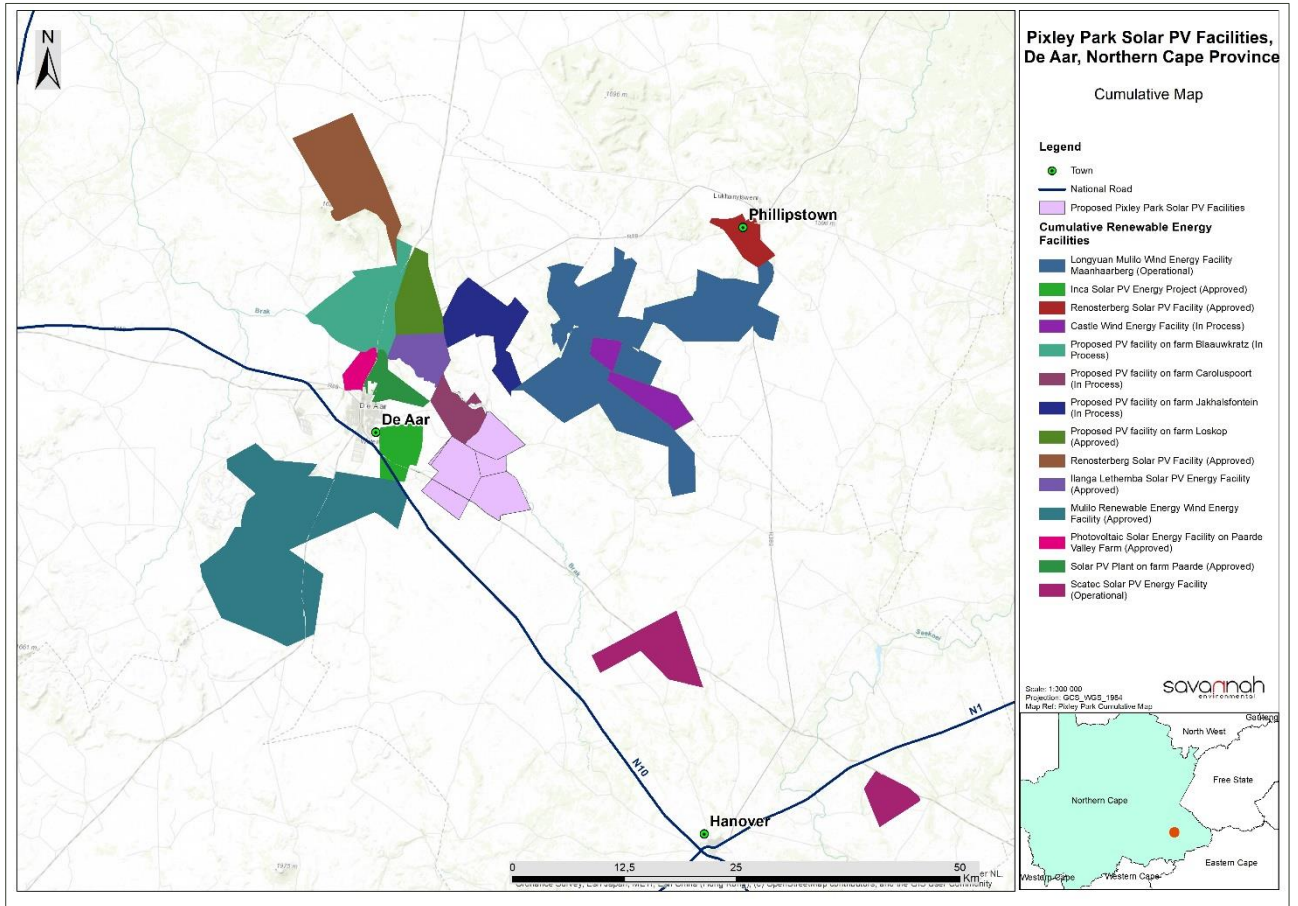 N
Phillipstown
De Aar
De Aar
Brak
Brak
N10
N1
Hanover
0 12,5 25 50
Km
Pixley Park Solar PV Facilities,
De Aar, Northern Cape Province
Cumulative Map
Legend
Town
National Road
Proposed Pixley Park Solar PV Facilities
Cumulative Renewable Energy
Facilities
Longyuan Mulilo Wind Energy Facility
Maanhaarberg (Operational)
Inca Solar PV Energy Project (Approved)
Renosterberg Solar PV Facility (Approved)
Castle Wind Energy Facility (In Process)
Proposed PV facility on farm Blaauwkratz (In
Process)
Proposed PV facility on farm Caroluspoort
(In Process)
Proposed PV facility on farm Jakhalsfontein
(In Process)
Proposed PV facility on farm Loskop
(Approved)
Renosterberg Solar PV Facility (Approved)
Ilanga Lethemba Solar PV Energy Facility
(Approved)
Mulilo Renewable Energy Wind Energy
Facility (Approved)
Photovoltaic Solar Energy Facility on Paarde
Valley Farm (Approved)
Solar PV Plant on farm Paarde (Approved)
Scatec Solar PV Energy Facility
(Operational)
Scale: 1:300 000
Projection: GCS_WGS_1984
Map Ref: Pixley Park Cumulative Map
savannah
environmental
Gauteng
North West
Free State
Northern Cape
Eastern Cape
Western Cape
Western Cape